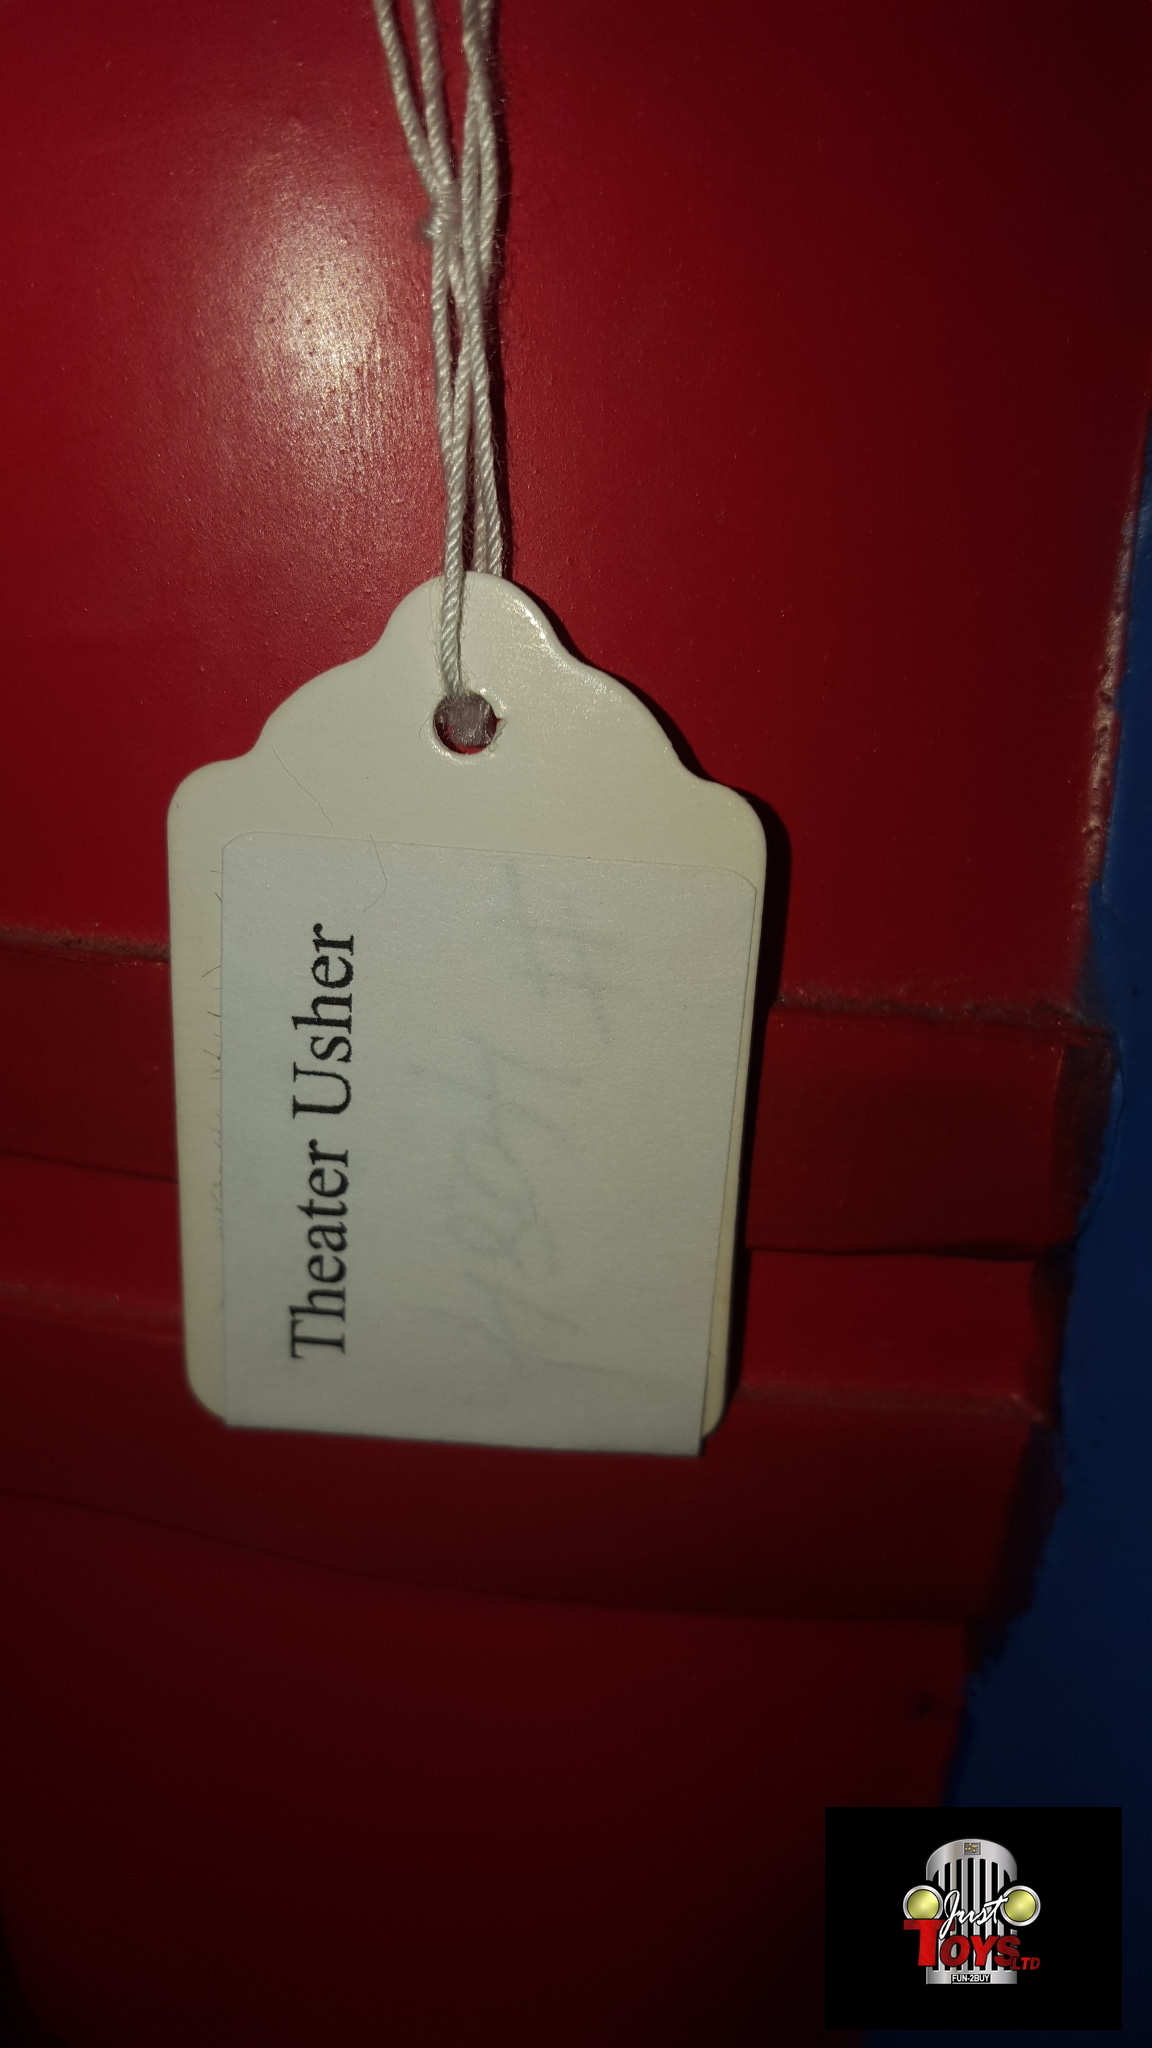 Theater Usher
Just
Toys LTD
FUN-2BUY